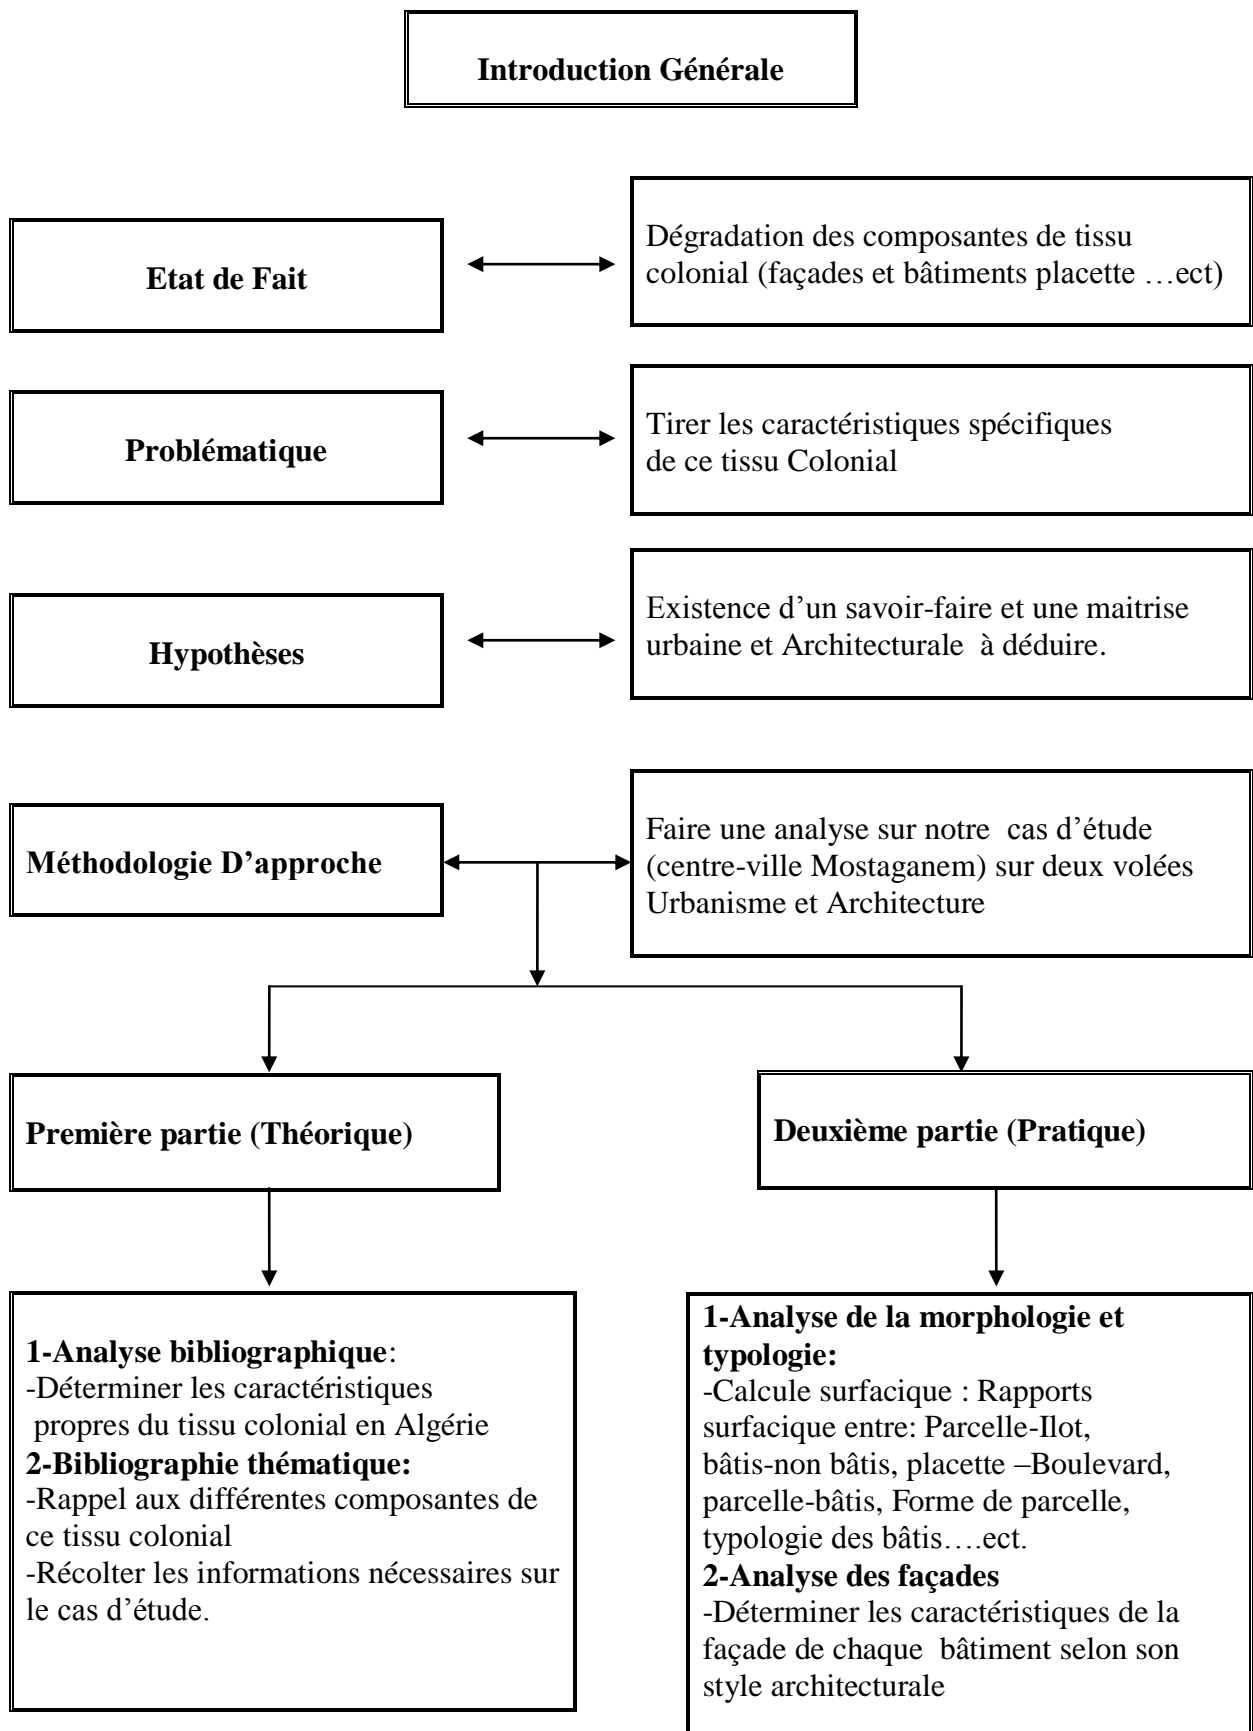 Introduction Générale
Etat de Fait
Dégradation des composantes de tissu
colonial (façades et bâtiments placette …ect)
Problématique
Tirer les caractéristiques spécifiques
de ce tissu Colonial
Hypothèses
Existence d’un savoir-faire et une maitrise
urbaine et Architecturale à déduire.
Méthodologie D’approche
Faire une analyse sur notre cas d’étude
(centre-ville Mostaganem) sur deux volées
Urbanisme et Architecture
Première partie (Théorique)
Deuxième partie (Pratique)
1-Analyse bibliographique:
-Déterminer les caractéristiques
propres du tissu colonial en Algérie
2-Bibliographie thématique:
-Rappel aux différentes composantes de
ce tissu colonial
-Récolter les informations nécessaires sur
le cas d’étude.
1-Analyse de la morphologie et
typologie:
-Calcule surfacique : Rapports
surfacique entre: Parcelle-Ilot,
bâtis-non bâtis, placette –Boulevard,
parcelle-bâtis, Forme de parcelle,
typologie des bâtis….ect.
2-Analyse des façades
-Déterminer les caractéristiques de la
façade de chaque bâtiment selon son
style architecturale